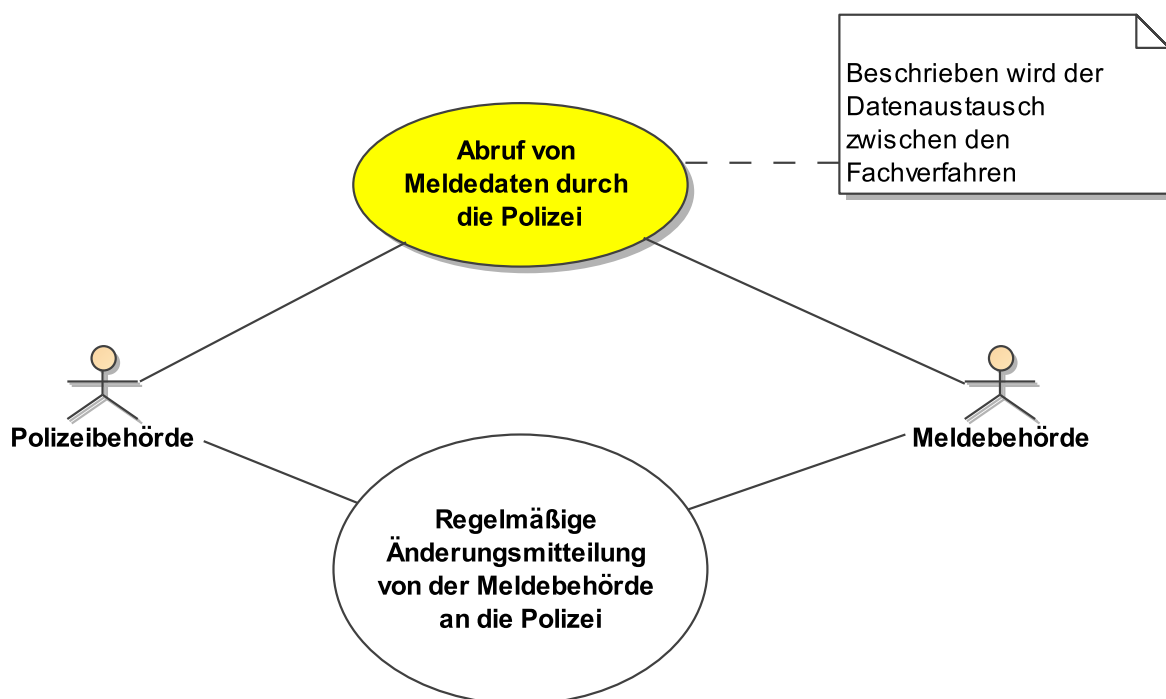 Beschrieben wird der
Datenaustausch
zwischen den
Fachverfahren
Abruf von
Meldedaten durch
die Polizei
Polizeibehörde
Meldebehörde
Regelmäßige
Änderungsmitteilung
von der Meldebehörde
an die Polizei